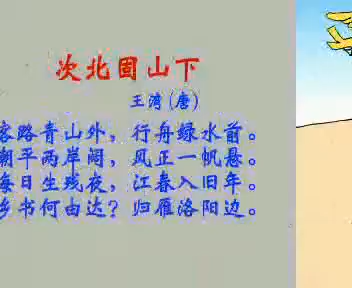 次北固山下
王湾(唐)
客路青山外，行舟绿水前。
潮平两岸阔，风正一帆悬。
海日生残夜，江春入旧年。
乡书何由达？归雁洛阳边。